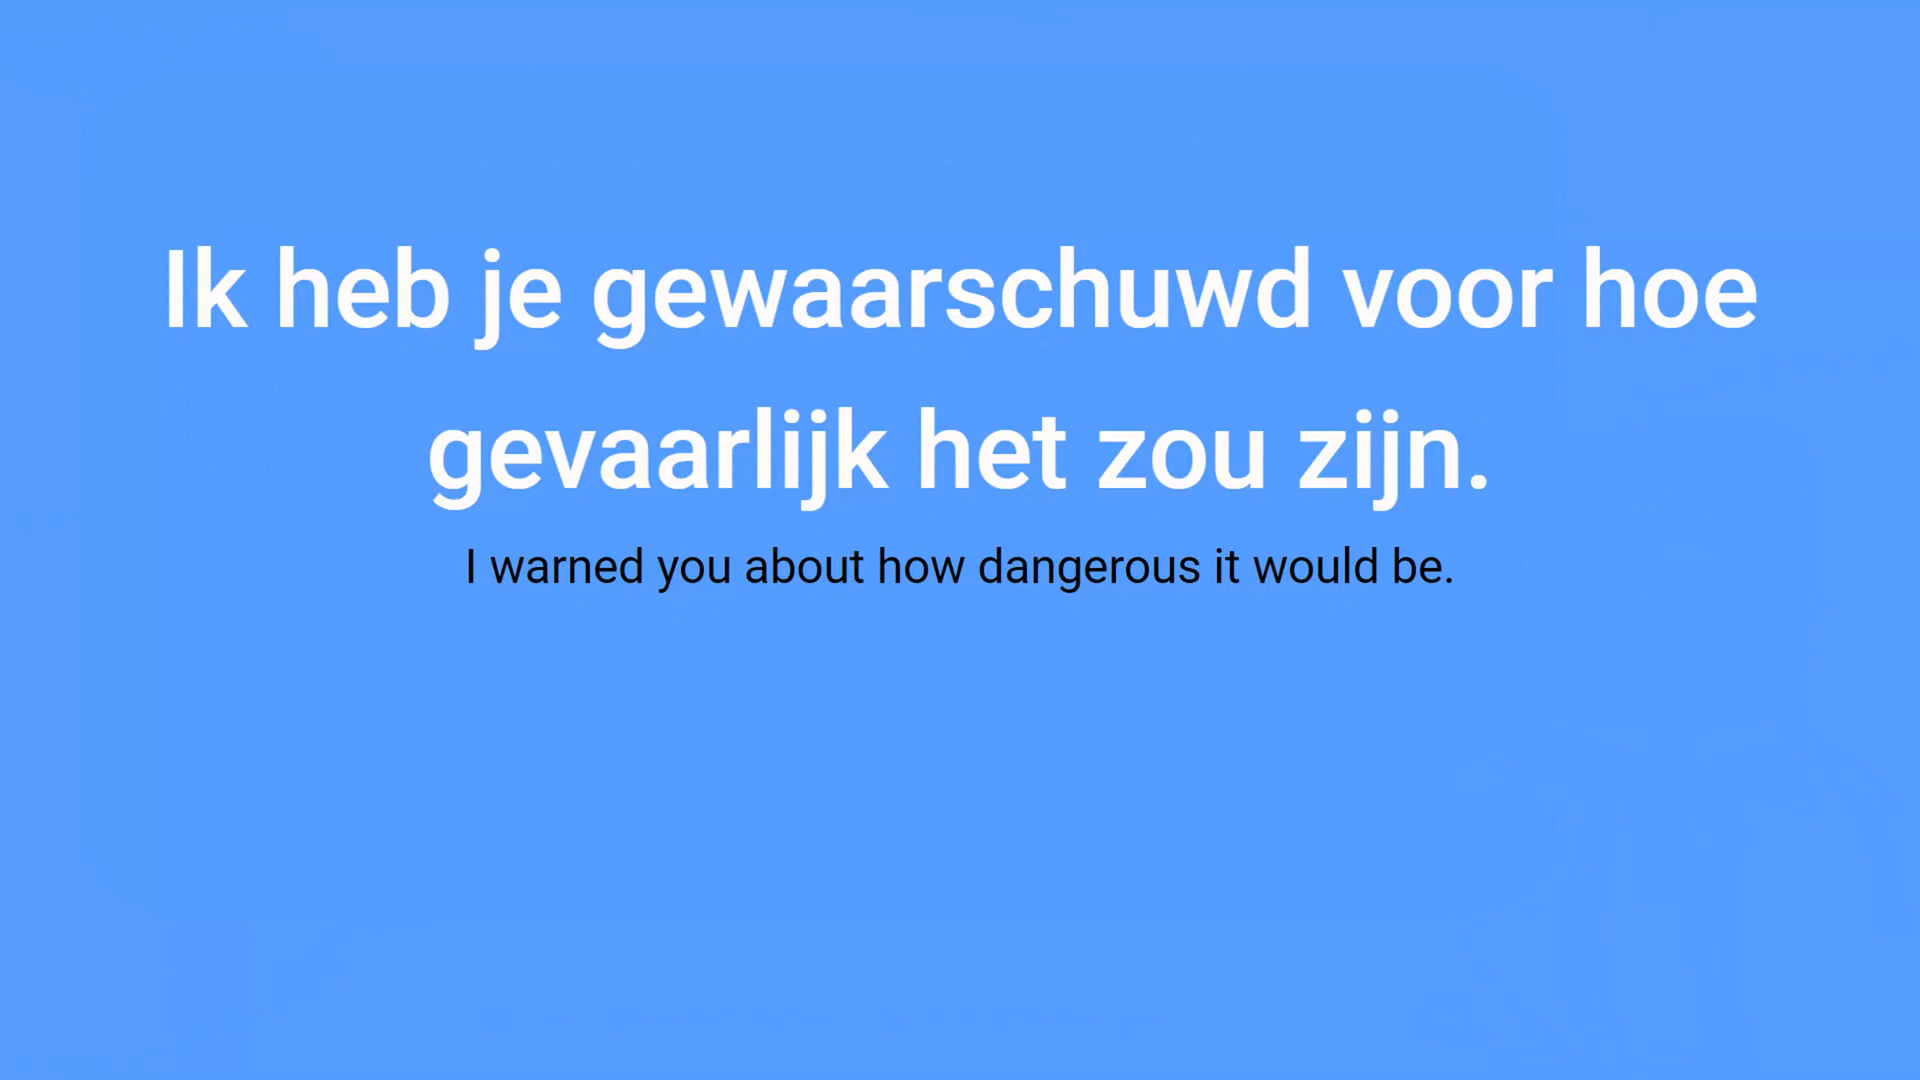 Ik heb je gewaarschuwd voor hoe
gevaarlijk het zou zijn.
I warned you about how dangerous it would be.